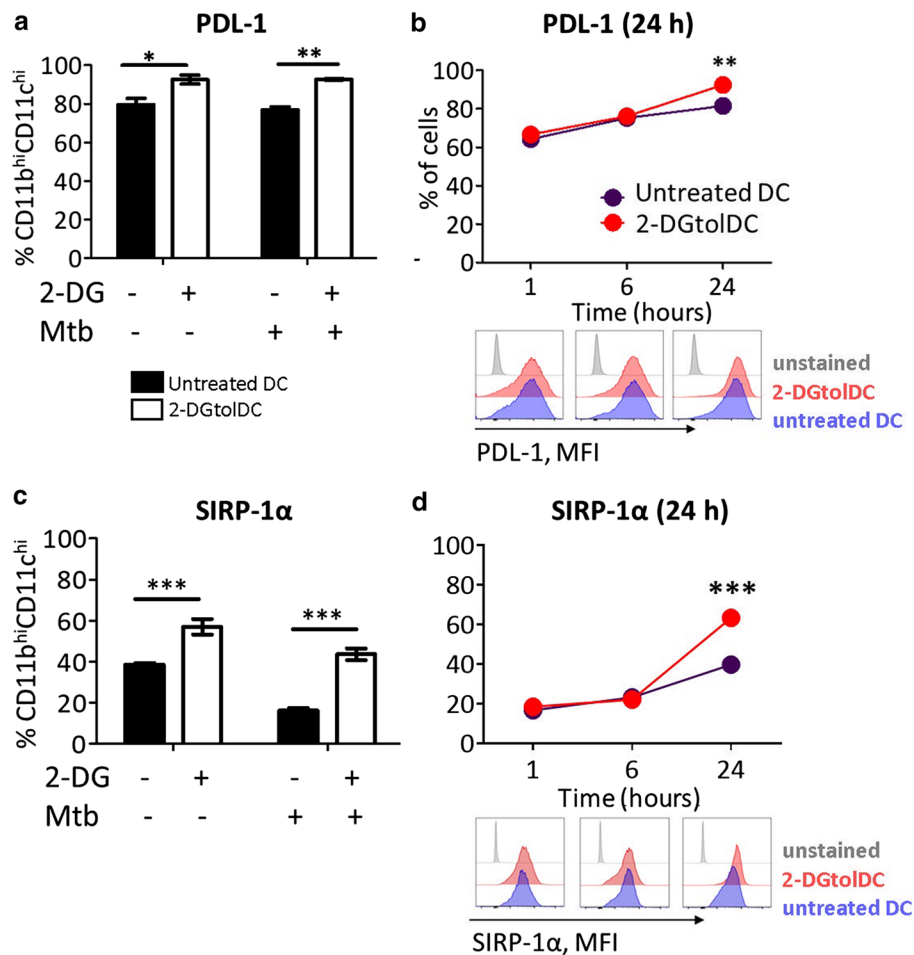 a
PDL-1
% CD11b^hiCD11c^hi
100
80
60
40
20
0
*
**
2-DG - + - +
Mtb - - + +
Untreated DC
2-DGtolDC
b
PDL-1 (24 h)
% of cells
100
80
60
40
20
0
**
Untreated DC
2-DGtolDC
-
1 6 24
Time (hours)
unstained
2-DGtolDC
untreated DC
PDL-1, MFI
c
SIRP-1α
% CD11b^hiCD11c^hi
100
80
60
40
20
0
***
***
2-DG - + - +
Mtb - - + +
d
SIRP-1α (24 h)
100
80
60
40
20
0
***
1 6 24
Time (hours)
unstained
2-DGtolDC
untreated DC
SIRP-1α, MFI